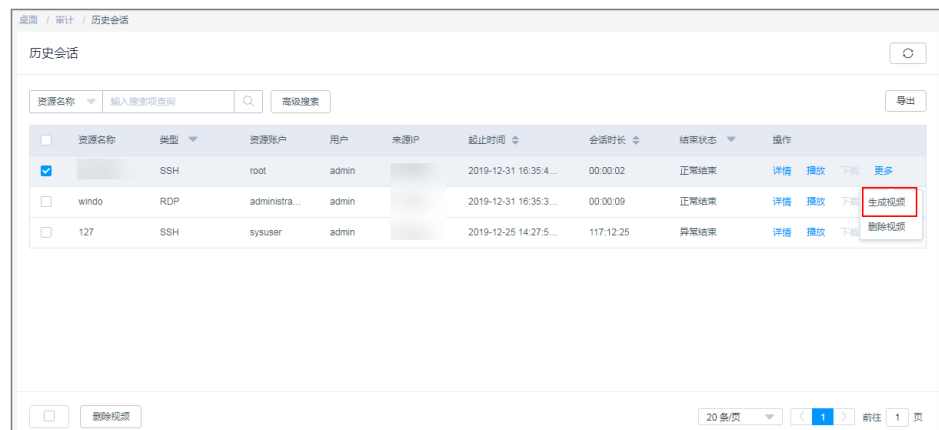 桌面 / 审计 / 历史会话
历史会话
资源名称 输入搜索项查询 高级搜索 导出
资源名称 类型 资源账户 用户 来源IP 起止时间 会话时长 结束状态 操作
SSH root admin 2019-12-31 16:35:4... 00:00:02 正常结束 详情 播放 下载 更多
windo RDP administra... admin 2019-12-31 16:35:3... 00:00:09 正常结束 详情 播放 下载 生成视频
127 SSH sysuser admin 2019-12-25 14:27:5... 117:12:25 异常结束 详情 播放 下载 删除视频
删除视频 20 条/页 1 前往 1 页